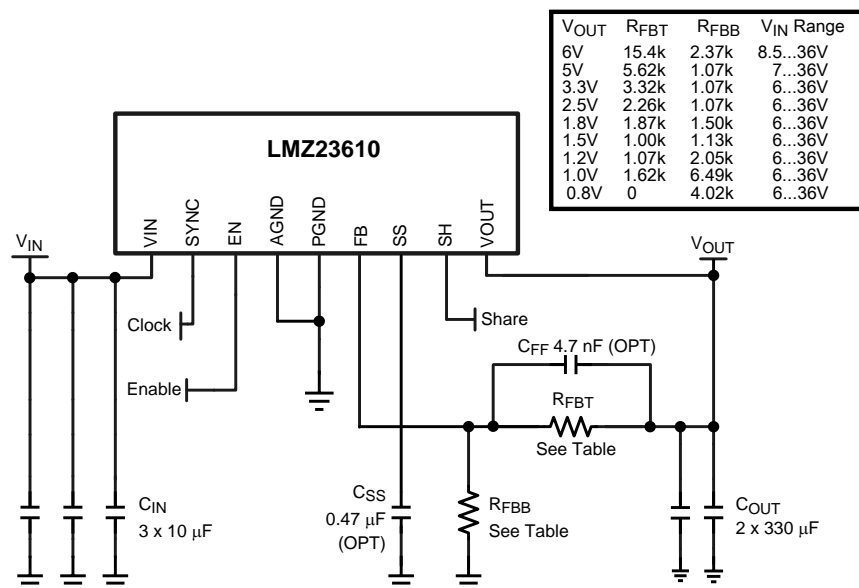 VOUT RFBT RFBB VIN Range
6V 15.4k 2.37k 8.5...36V
5V 5.62k 1.07k 7...36V
3.3V 3.32k 1.07k 6...36V
2.5V 2.26k 1.07k 6...36V
1.8V 1.87k 1.50k 6...36V
1.5V 1.00k 1.13k 6...36V
1.2V 1.07k 2.05k 6...36V
1.0V 1.62k 6.49k 6...36V
0.8V 0 4.02k 6...36V
LMZ23610
VIN
SYNC
EN
AGND
PGND
FB
SS
SH
VOUT
VIN
VOUT
Clock
Share
Enable
CFF 4.7 nF (OPT)
RFBT
See Table
CIN
3 x 10 μF
CSS
0.47 μF
(OPT)
RFBB
See Table
COUT
2 x 330 μF